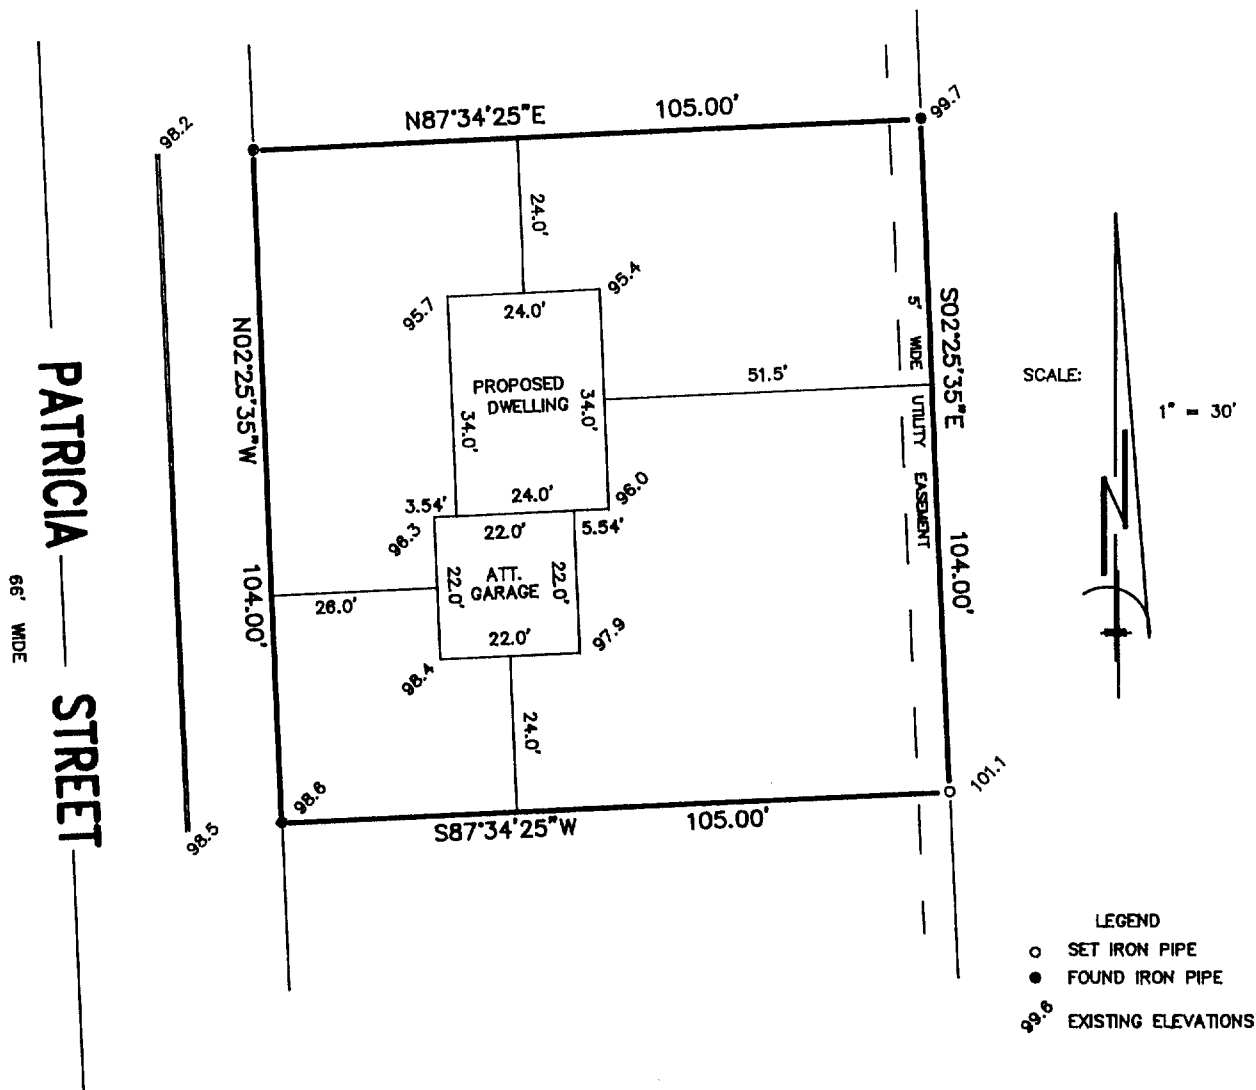 99.7
98.2
N87°34'25"E 105.00'
24.0'
95.4
95.7
24.0'
S02°25'35"E
5' WIDE UTILITY EASEMENT
104.00'
N02°25'35"W
104.00'
PROPOSED
DWELLING
34.0'
34.0'
51.5'
SCALE:
1" = 30'
N
PATRICIA STREET
66' WIDE
24.0'
96.0
3.54'
98.3
22.0'
5.54'
ATT.
GARAGE
22.0'
22.0'
26.0'
22.0'
97.9
98.4
24.0'
101.1
98.6
98.5
S87°34'25"W 105.00'
LEGEND
SET IRON PIPE
FOUND IRON PIPE
99.6 EXISTING ELEVATIONS